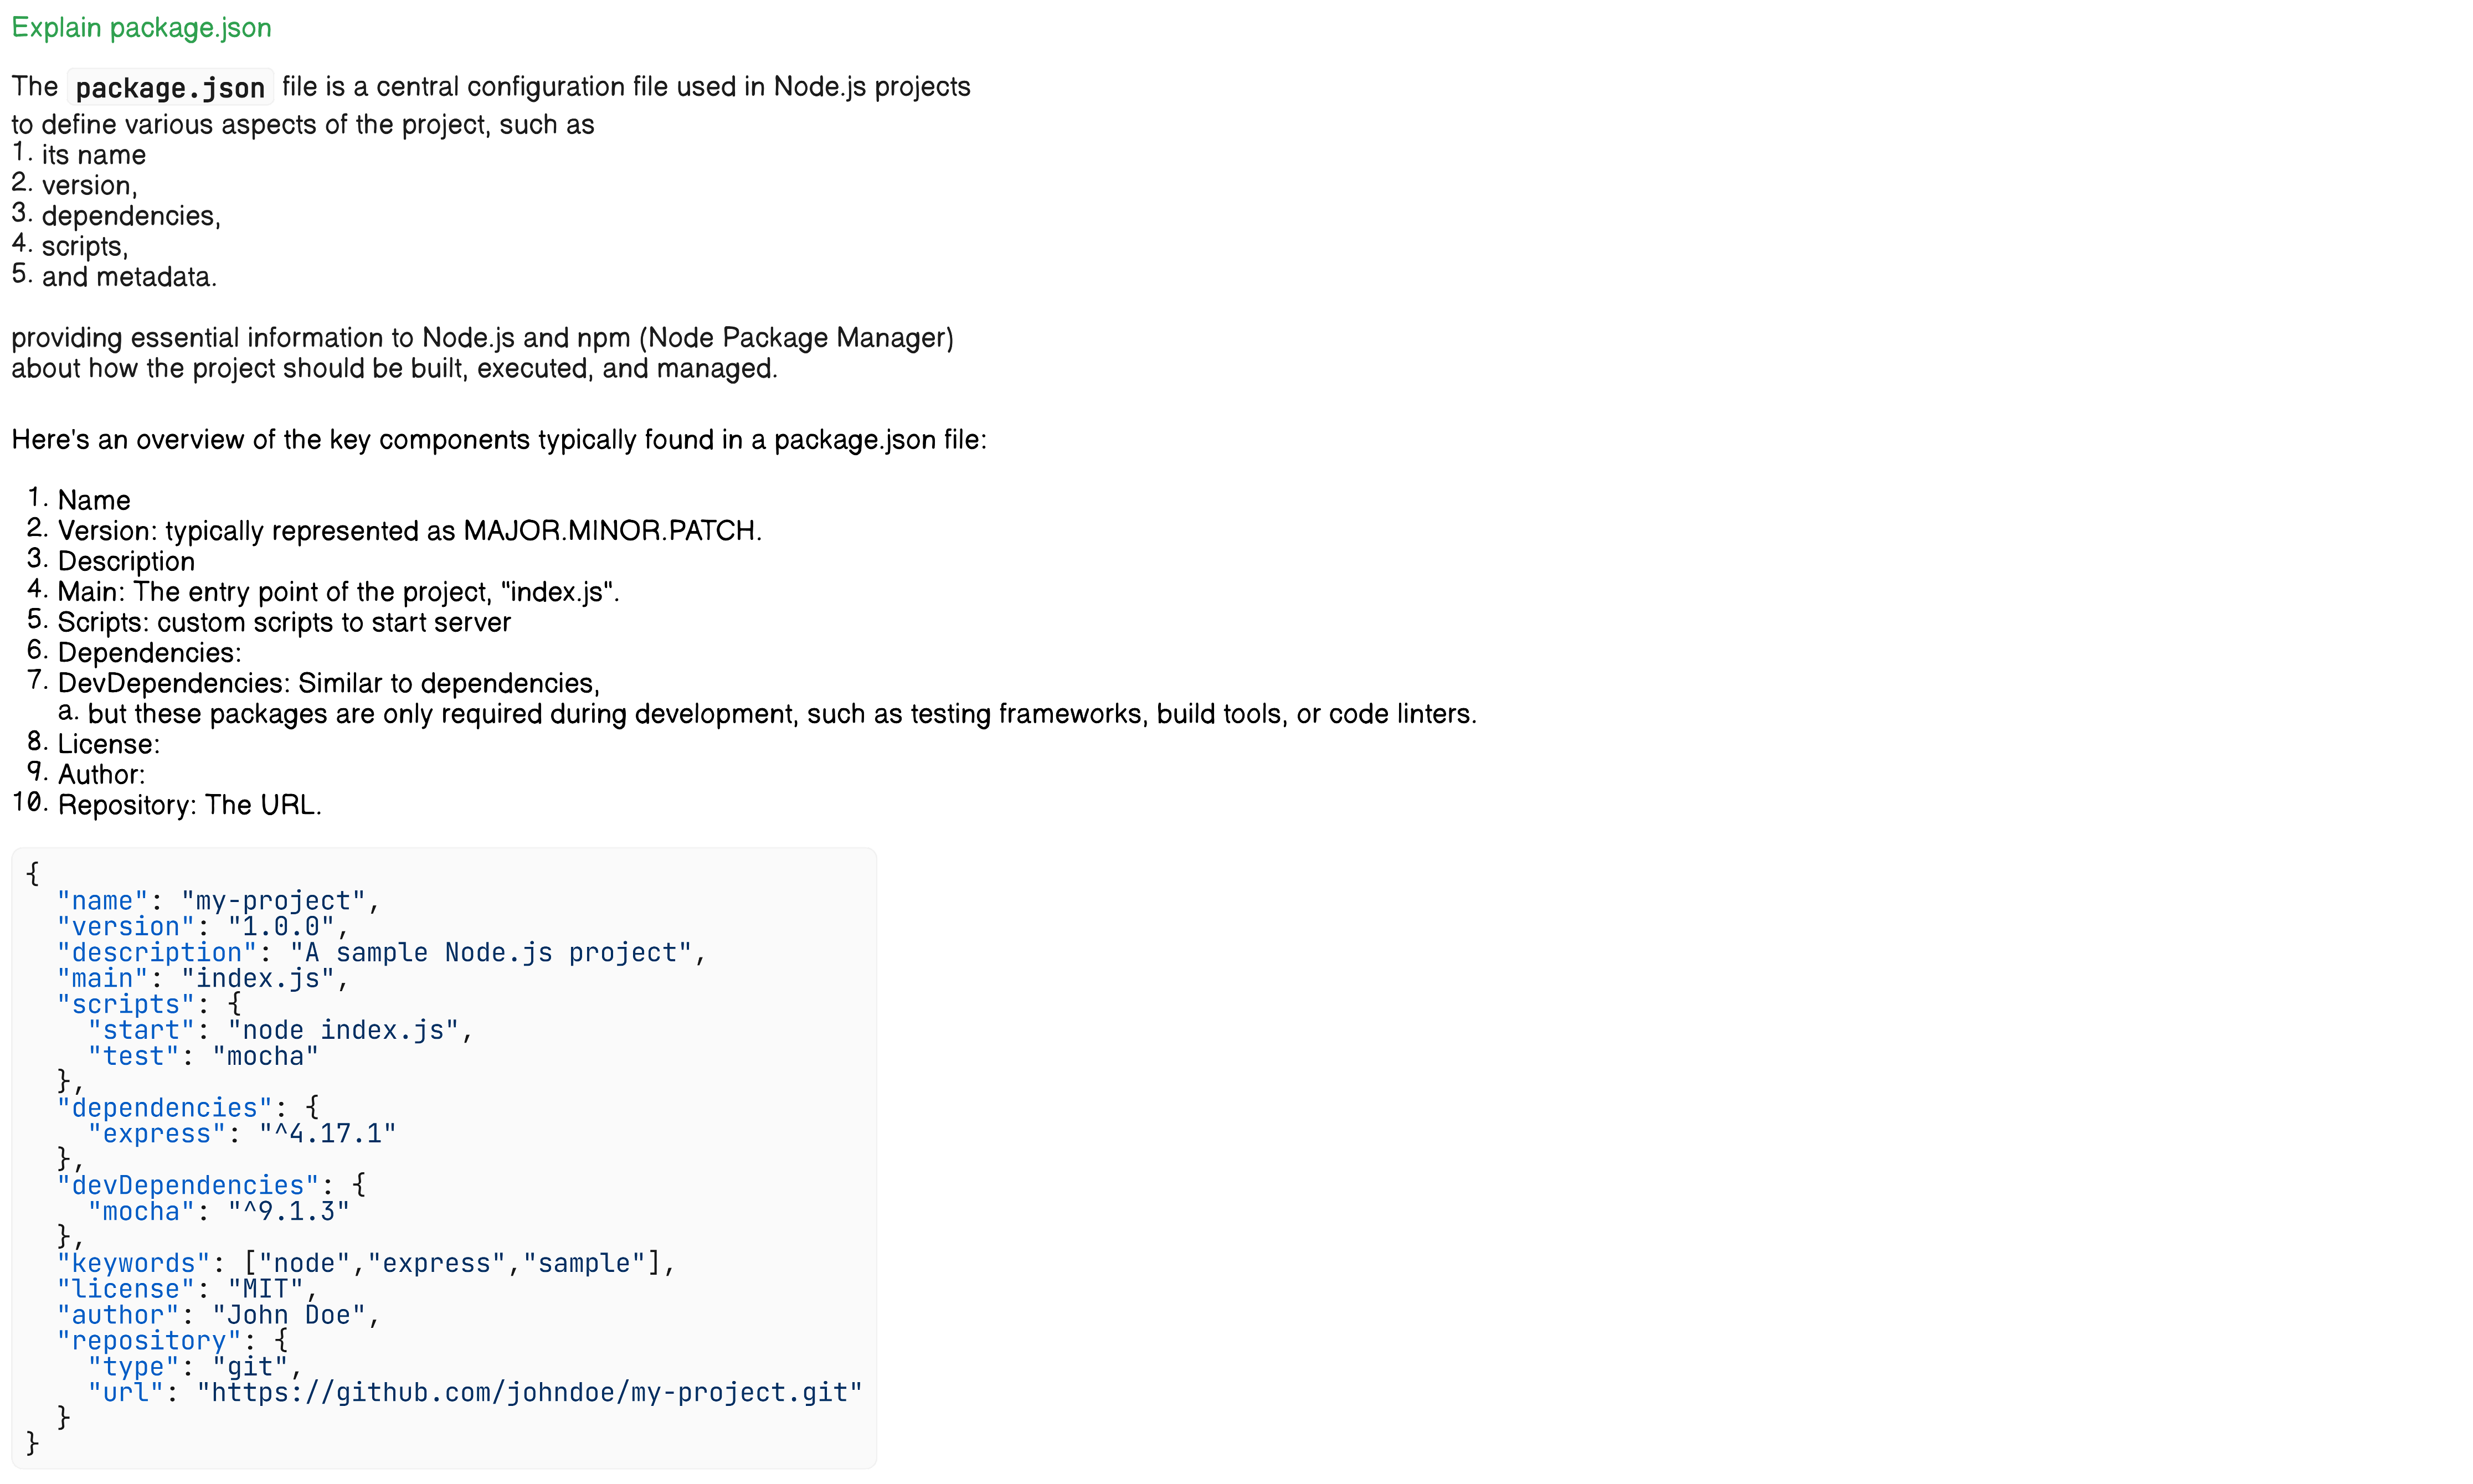 Explain package.json
The package.json file is a central configuration file used in Node.js projects
to define various aspects of the project, such as
1. its name
2. version,
3. dependencies,
4. scripts,
5. and metadata.
providing essential information to Node.js and npm (Node Package Manager)
about how the project should be built, executed, and managed.
Here's an overview of the key components typically found in a package.json file:
1. Name
2. Version: typically represented as MAJOR.MINOR.PATCH.
3. Description
4. Main: The entry point of the project, "index.js".
5. Scripts: custom scripts to start server
6. Dependencies:
7. DevDependencies: Similar to dependencies,
a. but these packages are only required during development, such as testing frameworks, build tools, or code linters.
8. License:
9. Author:
10. Repository: The URL.
{
  "name": "my-project",
  "version": "1.0.0",
  "description": "A sample Node.js project",
  "main": "index.js",
  "scripts": {
    "start": "node index.js",
    "test": "mocha"
  },
  "dependencies": {
    "express": "^4.17.1"
  },
  "devDependencies": {
    "mocha": "^9.1.3"
  },
  "keywords": ["node","express","sample"],
  "license": "MIT",
  "author": "John Doe",
  "repository": {
    "type": "git",
    "url": "https://github.com/johndoe/my-project.git"
  }
}